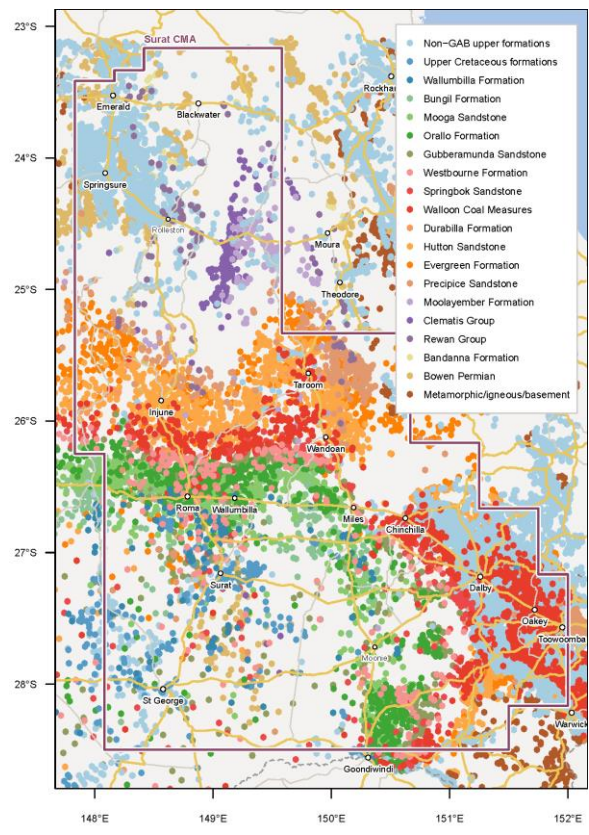 23°S
24°S
25°S
26°S
27°S
28°S
Surat CMA
Emerald
Blackwater
Rockham
Springsure
Rolleston
Moura
Theodore
Taroom
Injune
Wandoan
Roma
Wallumbilla
Miles
Chinchilla
Surat
Dalby
Oakey
Toowoomba
Moonie
St George
Warwick
Goondiwindi
Non-GAB upper formations
Upper Cretaceous formations
Wallumbilla Formation
Bungil Formation
Mooga Sandstone
Orallo Formation
Gubberamunda Sandstone
Westbourne Formation
Springbok Sandstone
Walloon Coal Measures
Durabilla Formation
Hutton Sandstone
Evergreen Formation
Precipice Sandstone
Moolayember Formation
Clematis Group
Rewan Group
Bandanna Formation
Bowen Permian
Metamorphic/igneous/basement
148°E
149°E
150°E
151°E
152°E